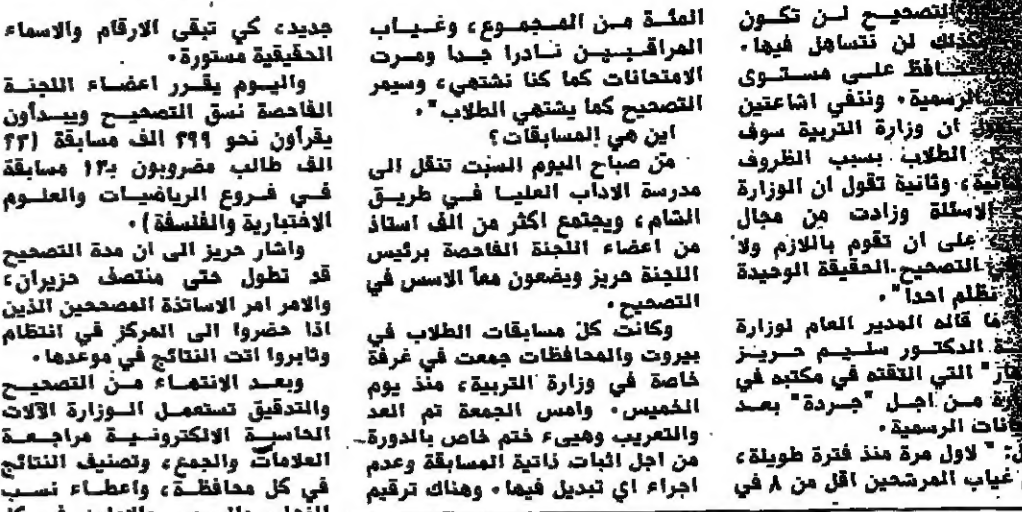 التصحيح لن تكون
كذلك لن نتساهل فيها.
نحافظ على مستوى
الرسمية. وننفي اشاعتين
تقول ان وزارة التربية سوف
الطلاب بسبب الظروف
وثانية تقول ان الوزارة
الاسئلة وزادت من مجال
على ان تقوم باللازم ولا
التصحيح. الحقيقة الوحيدة
نظلم احدا".
ما قاله المدير العام لوزارة
الدكتور سليم حريز
" التي التقته في مكتبه في
من اجل "جردة" بعد
الرسمية.
" لاول مرة منذ فترة طويلة،
غياب المرشحين اقل من ٨ في
المئة من المجموع، وغياب
المراقبين نادرا جدا ومرت
الامتحانات كما كنا نشتهي، وسيمر
التصحيح كما يشتهي الطلاب".
اين هي المسابقات؟
من صباح اليوم السبت تنقل الى
مدرسة الاداب العليا في طريق
الشام، ويجتمع اكثر من الف استاذ
من اعضاء اللجنة الفاحصة برئيس
اللجنة حريز ويضعون معاً الاسس في
التصحيح.
وكانت كل مسابقات الطلاب في
بيروت والمحافظات جمعت في غرفة
خاصة في وزارة التربية، منذ يوم
الخميس. وامس الجمعة تم العد
والتعريب وهيىء ختم خاص بالدورة
من اجل اثبات ذاتية المسابقة وعدم
اجراء اي تبديل فيها. وهناك ترقيم
جديد، كي تبقى الارقام والاسماء
الحقيقية مستورة.
واليوم يقرر اعضاء اللجنة
الفاحصة نسق التصحيح ويبدأون
يقرأون نحو ٢٩٩ الف مسابقة (٢٣
الف طالب مضروبون بـ١٣ مسابقة
في فروع الرياضيات والعلوم
الاختبارية والفلسفة).
واشار حريز الى ان مدة التصحيح
قد تطول حتى منتصف حزيران،
والامر امر الاساتذة المصححين الذين
اذا حضروا الى المركز في انتظام
وثابروا اتت النتائج في موعدها.
وبعد الانتهاء من التصحيح
والتدقيق تستعمل الوزارة الآلات
الحاسبة الالكترونية مراجعة
العلامات والجمع، وتصنيف النتائج
في كل محافظة، واعطاء نسب